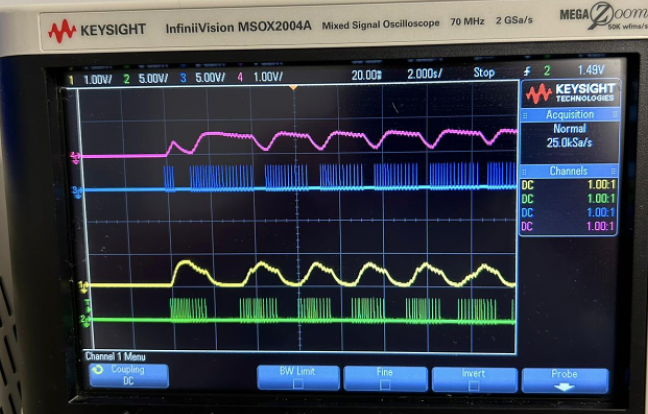 KEYSIGHT InfiniiVision MSOX2004A Mixed Signal Oscilloscope 70 MHz 2 GSa/s MEGA Zoom
50K wfms/s
1 1.00V/ 2 5.00V/ 3 5.00V/ 4 1.00V/ 20.00s 2.000s/ Stop 2 1.49V
KEYSIGHT
TECHNOLOGIES
Acquisition
Normal
25.0kSa/s
Channels
DC 1.00:1
DC 1.00:1
DC 1.00:1
DC 1.00:1
Channel 1 Menu
Coupling
DC
BW Limit
Fine
Invert
Probe